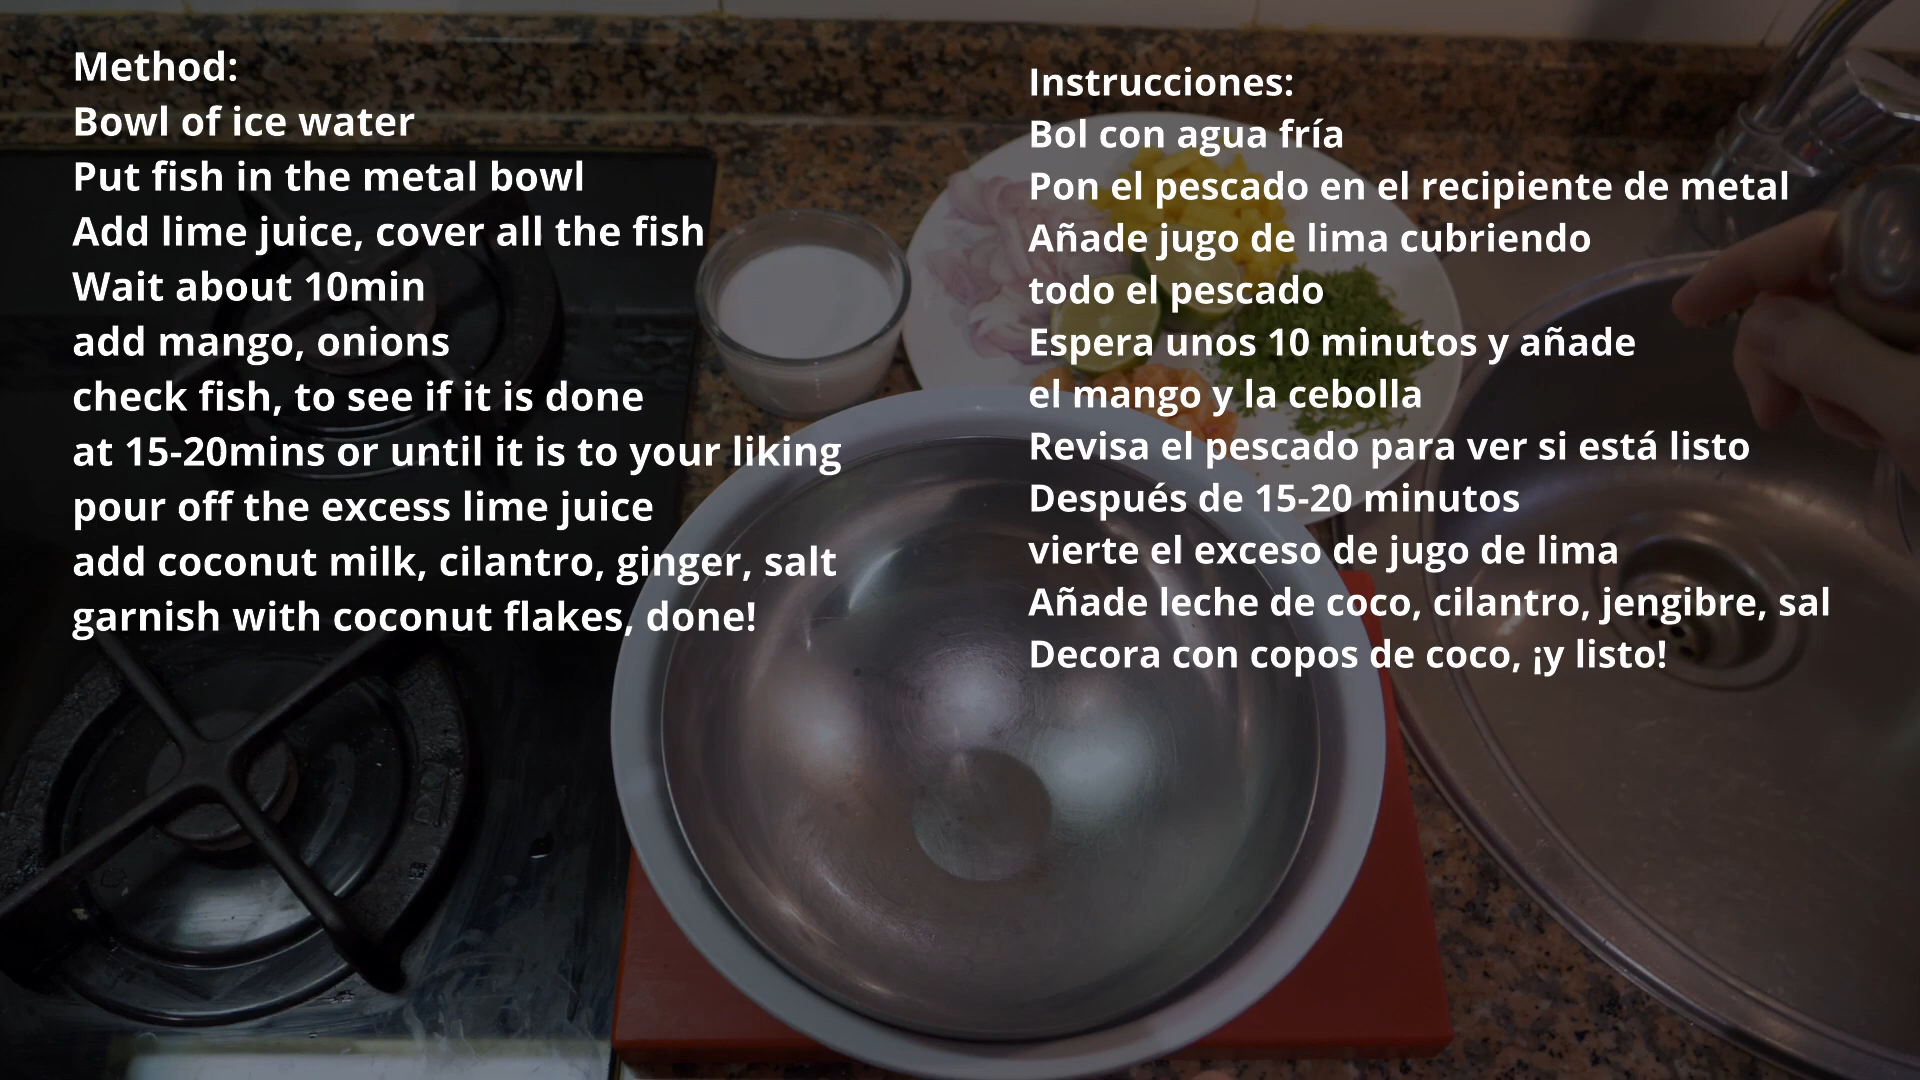 Method:
Bowl of ice water
Put fish in the metal bowl
Add lime juice, cover all the fish
Wait about 10min
add mango, onions
check fish, to see if it is done
at 15-20mins or until it is to your liking
pour off the excess lime juice
add coconut milk, cilantro, ginger, salt
garnish with coconut flakes, done!
Instrucciones:
Bol con agua fría
Pon el pescado en el recipiente de metal
Añade jugo de lima cubriendo
todo el pescado
Espera unos 10 minutos y añade
el mango y la cebolla
Revisa el pescado para ver si está listo
Después de 15-20 minutos
vierte el exceso de jugo de lima
Añade leche de coco, cilantro, jengibre, sal
Decora con copos de coco, ¡y listo!